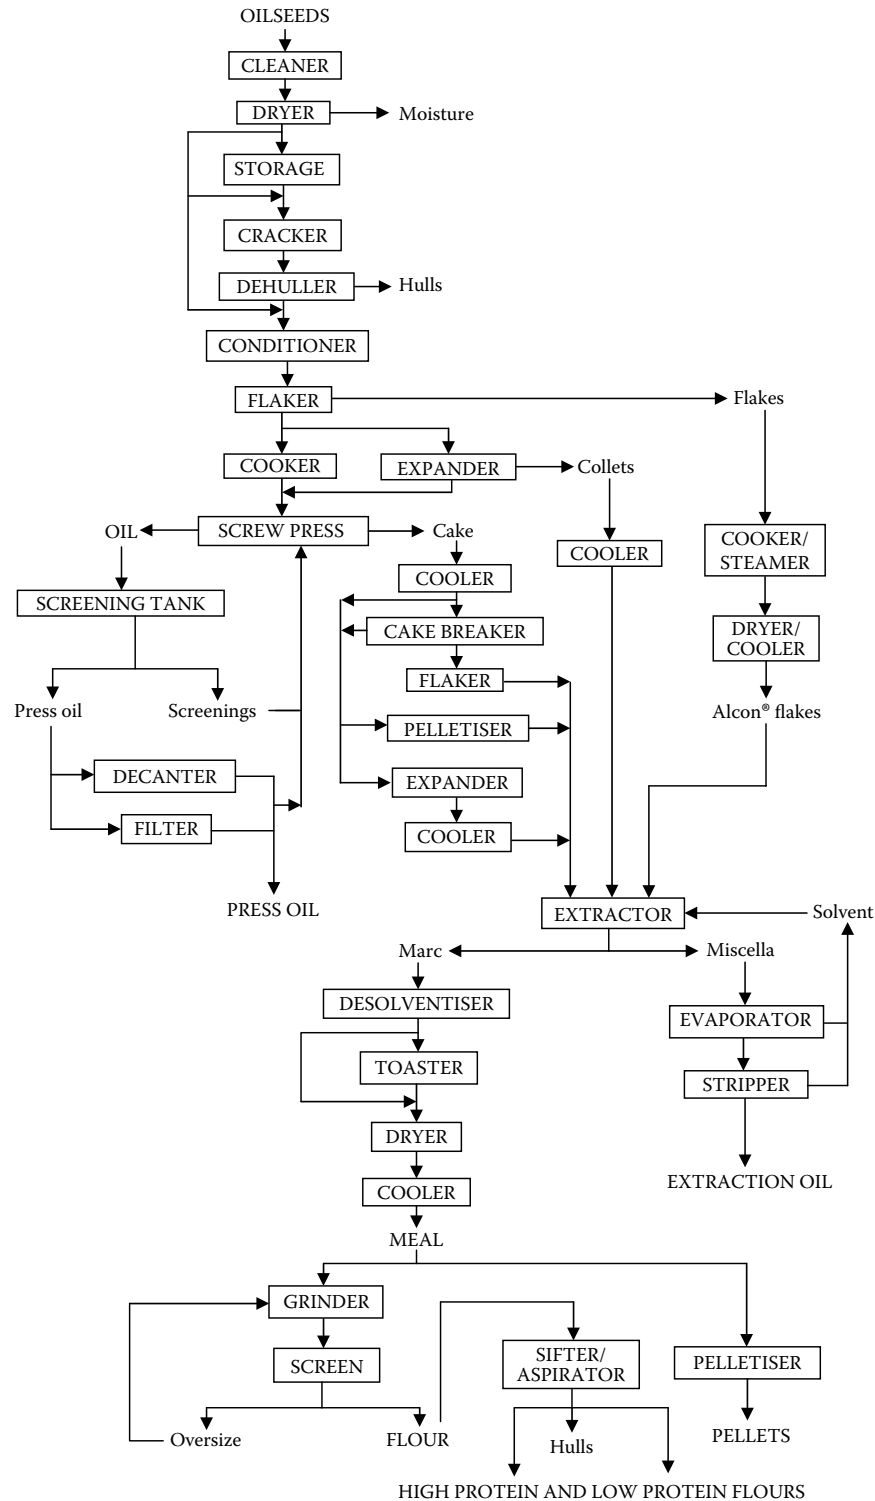 OILSEEDS
CLEANER
DRYER
Moisture
STORAGE
CRACKER
DEHULLER
Hulls
CONDITIONER
FLAKER
Flakes
COOKER
EXPANDER
Collets
OIL
SCREW PRESS
Cake
COOLER
COOKER/
STEAMER
COOLER
SCREENING TANK
CAKE BREAKER
DRYER/
COOLER
FLAKER
Press oil
Screenings
Alcon® flakes
PELLETISER
DECANTER
EXPANDER
FILTER
COOLER
PRESS OIL
EXTRACTOR
Solvent
Marc
Miscella
DESOLVENTISER
EVAPORATOR
TOASTER
STRIPPER
DRYER
EXTRACTION OIL
COOLER
MEAL
GRINDER
SCREEN
SIFTER/
ASPIRATOR
PELLETISER
Oversize
FLOUR
Hulls
PELLETS
HIGH PROTEIN AND LOW PROTEIN FLOURS